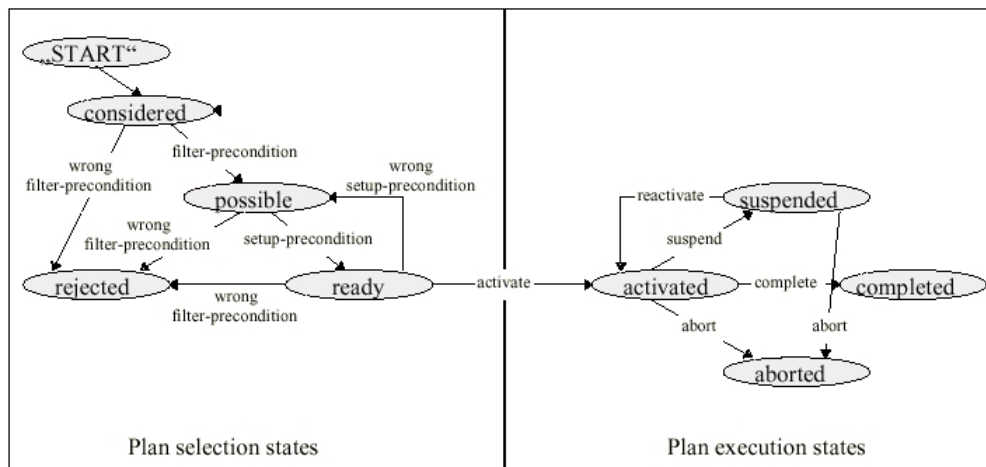 „START“
considered
wrong
filter-precondition
filter-precondition
wrong
setup-precondition
possible
wrong
filter-precondition
setup-precondition
rejected
wrong
filter-precondition
ready
activate
reactivate
suspended
suspend
activated
complete
completed
abort
abort
aborted
Plan selection states
Plan execution states